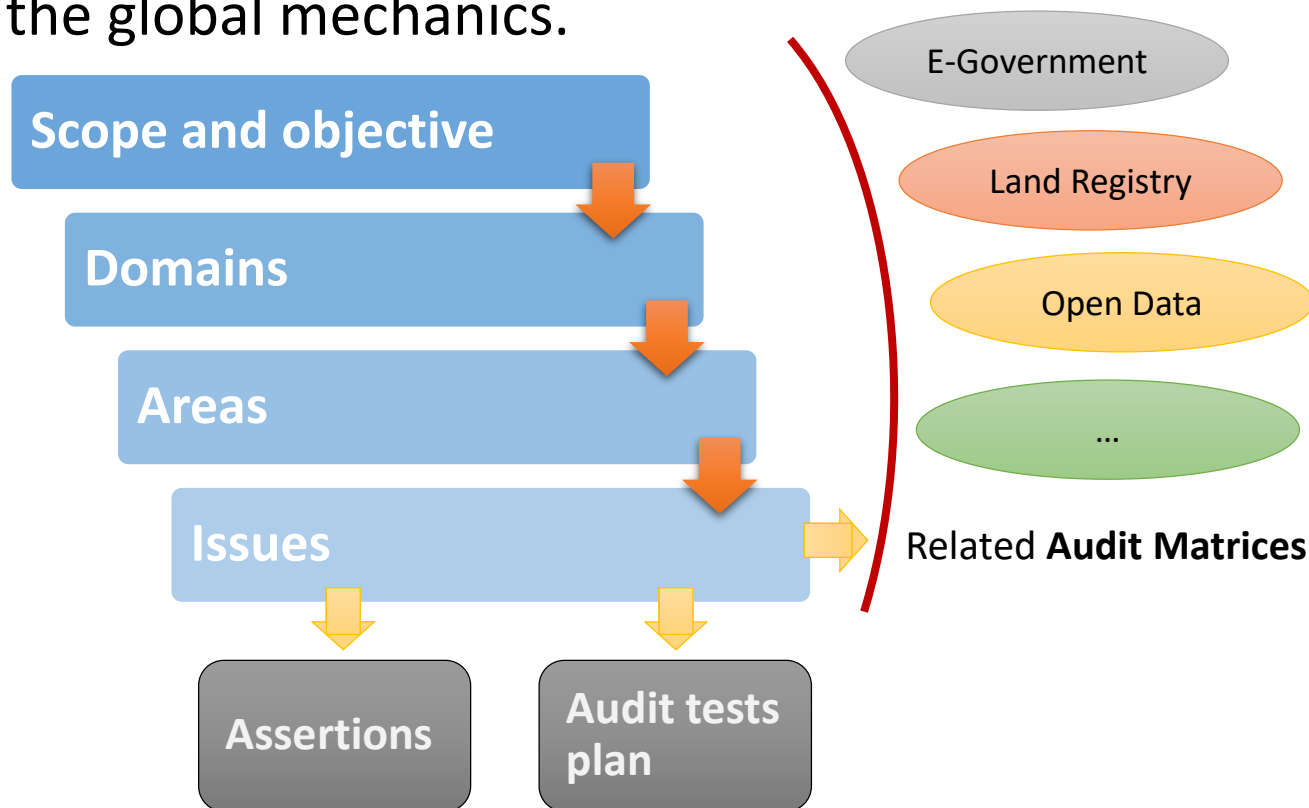 the global mechanics.
Scope and objective
Domains
Areas
Issues
Assertions
Audit tests
plan
E-Government
Land Registry
Open Data
...
Related Audit Matrices